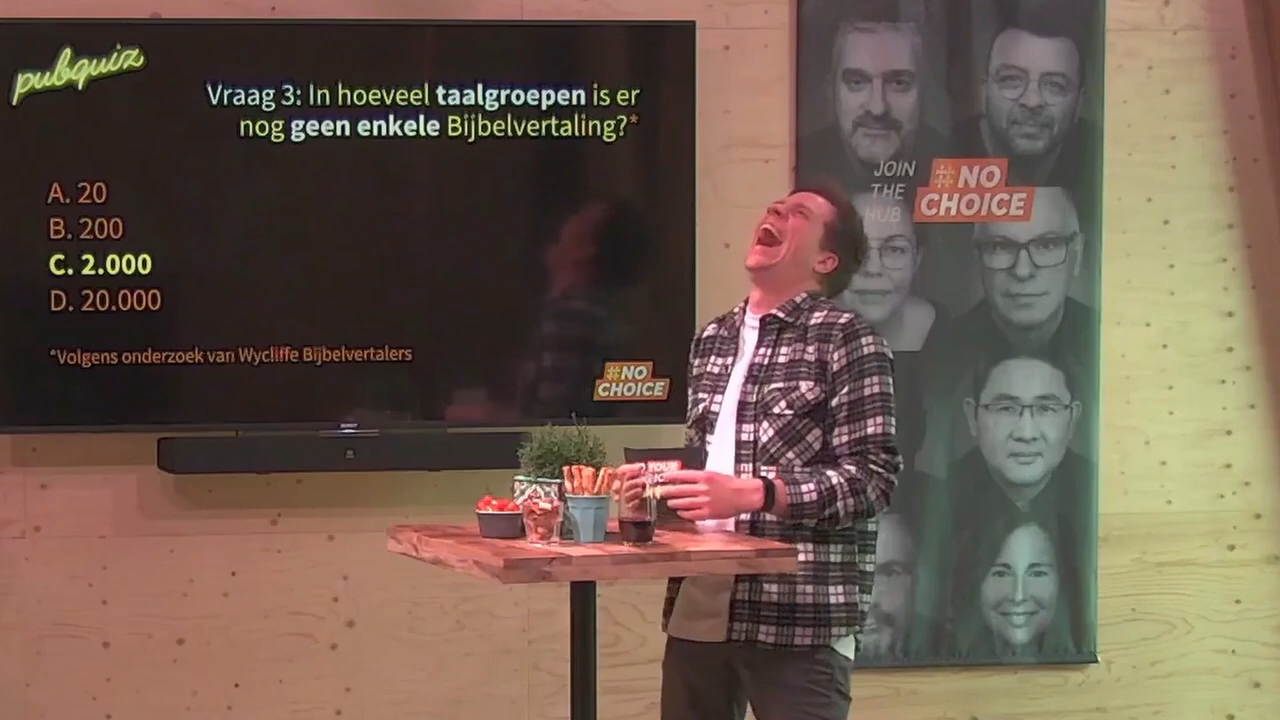 pubquiz
Vraag 3: In hoeveel taalgroepen is er
nog geen enkele Bijbelvertaling?*
A. 20
B. 200
C. 2.000
D. 20.000
*Volgens onderzoek van Wycliffe Bijbelvertalers
#NO
CHOICE
JOIN
THE
HUB
#NO
CHOICE
YOUR